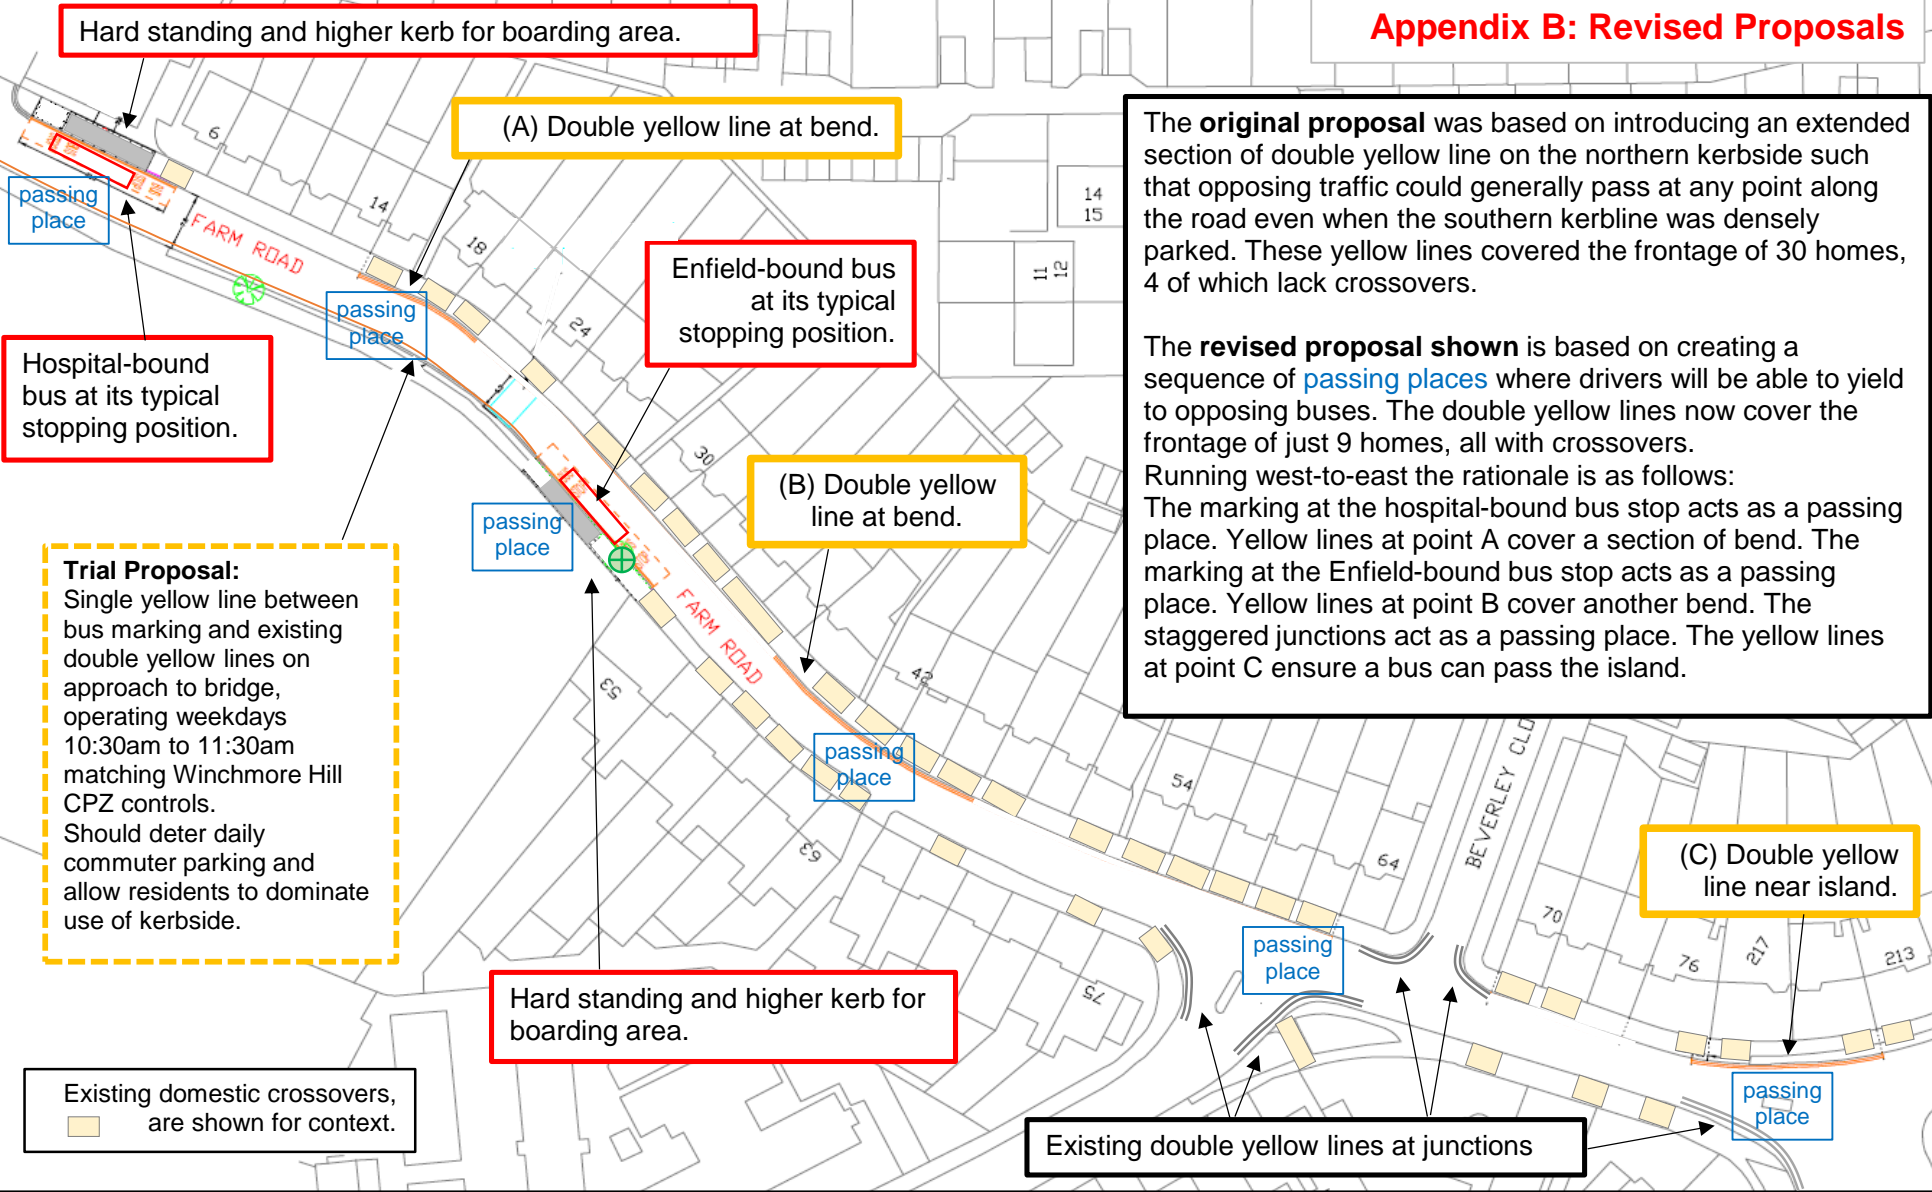 Appendix B: Revised Proposals
Hard standing and higher kerb for boarding area.
(A) Double yellow line at bend.
The original proposal was based on introducing an extended
section of double yellow line on the northern kerbside such
that opposing traffic could generally pass at any point along
the road even when the southern kerbline was densely
parked. These yellow lines covered the frontage of 30 homes,
4 of which lack crossovers.
The revised proposal shown is based on creating a
sequence of passing places where drivers will be able to yield
to opposing buses. The double yellow lines now cover the
frontage of just 9 homes, all with crossovers.
Running west-to-east the rationale is as follows:
The marking at the hospital-bound bus stop acts as a passing
place. Yellow lines at point A cover a section of bend. The
marking at the Enfield-bound bus stop acts as a passing
place. Yellow lines at point B cover another bend. The
staggered junctions act as a passing place. The yellow lines
at point C ensure a bus can pass the island.
6
14
18
24
30
42
54
64
70
76
217
213
53
63
75
14
15
11
12
passing
place
FARM ROAD
passing
place
Enfield-bound bus
at its typical
stopping position.
Hospital-bound
bus at its typical
stopping position.
passing
place
(B) Double yellow
line at bend.
FARM ROAD
Trial Proposal:
Single yellow line between
bus marking and existing
double yellow lines on
approach to bridge,
operating weekdays
10:30am to 11:30am
matching Winchmore Hill
CPZ controls.
Should deter daily
commuter parking and
allow residents to dominate
use of kerbside.
passing
place
BEVERLEY CLO
(C) Double yellow
line near island.
passing
place
Hard standing and higher kerb for
boarding area.
passing
place
Existing domestic crossovers,
are shown for context.
Existing double yellow lines at junctions